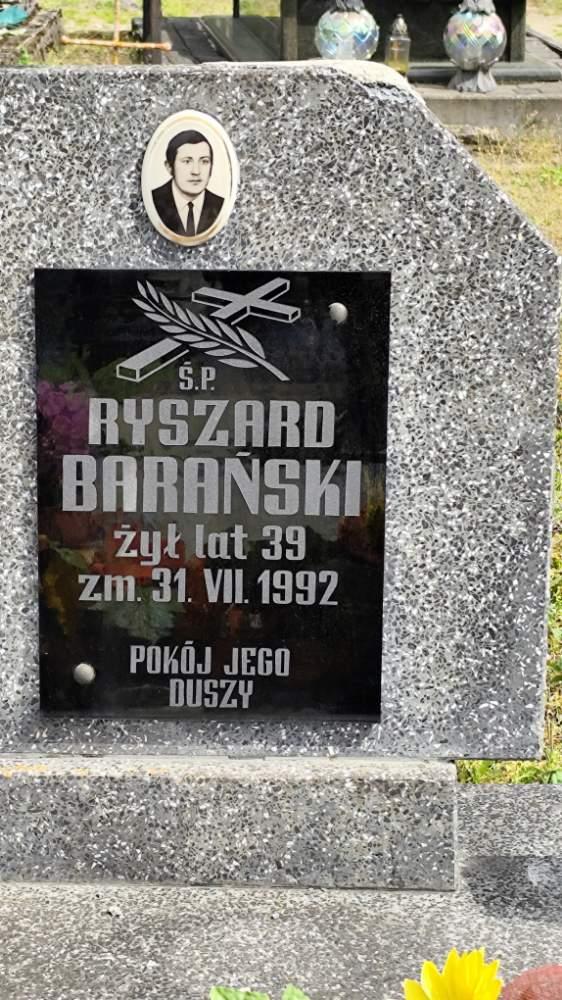 Ś.P.
RYSZARD
BARAŃSKI
żył lat 39
zm. 31. VII. 1992
POKÓJ JEGO
DUSZY